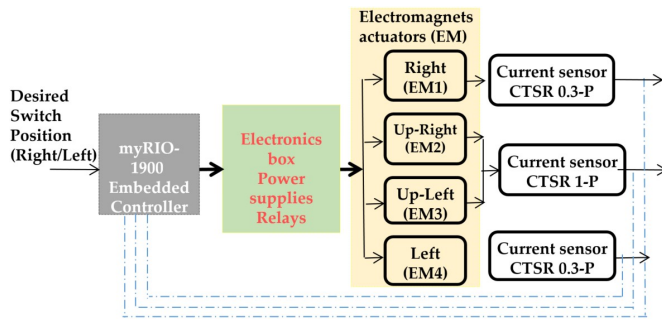 Electromagnets
actuators (EM)
Desired
Switch
Position
(Right/Left)
myRIO-
1900
Embedded
Controller
Electronics
box
Power
supplies
Relays
Right
(EM1)
Up-Right
(EM2)
Up-Left
(EM3)
Left
(EM4)
Current sensor
CTSR 0.3-P
Current sensor
CTSR 1-P
Current sensor
CTSR 0.3-P